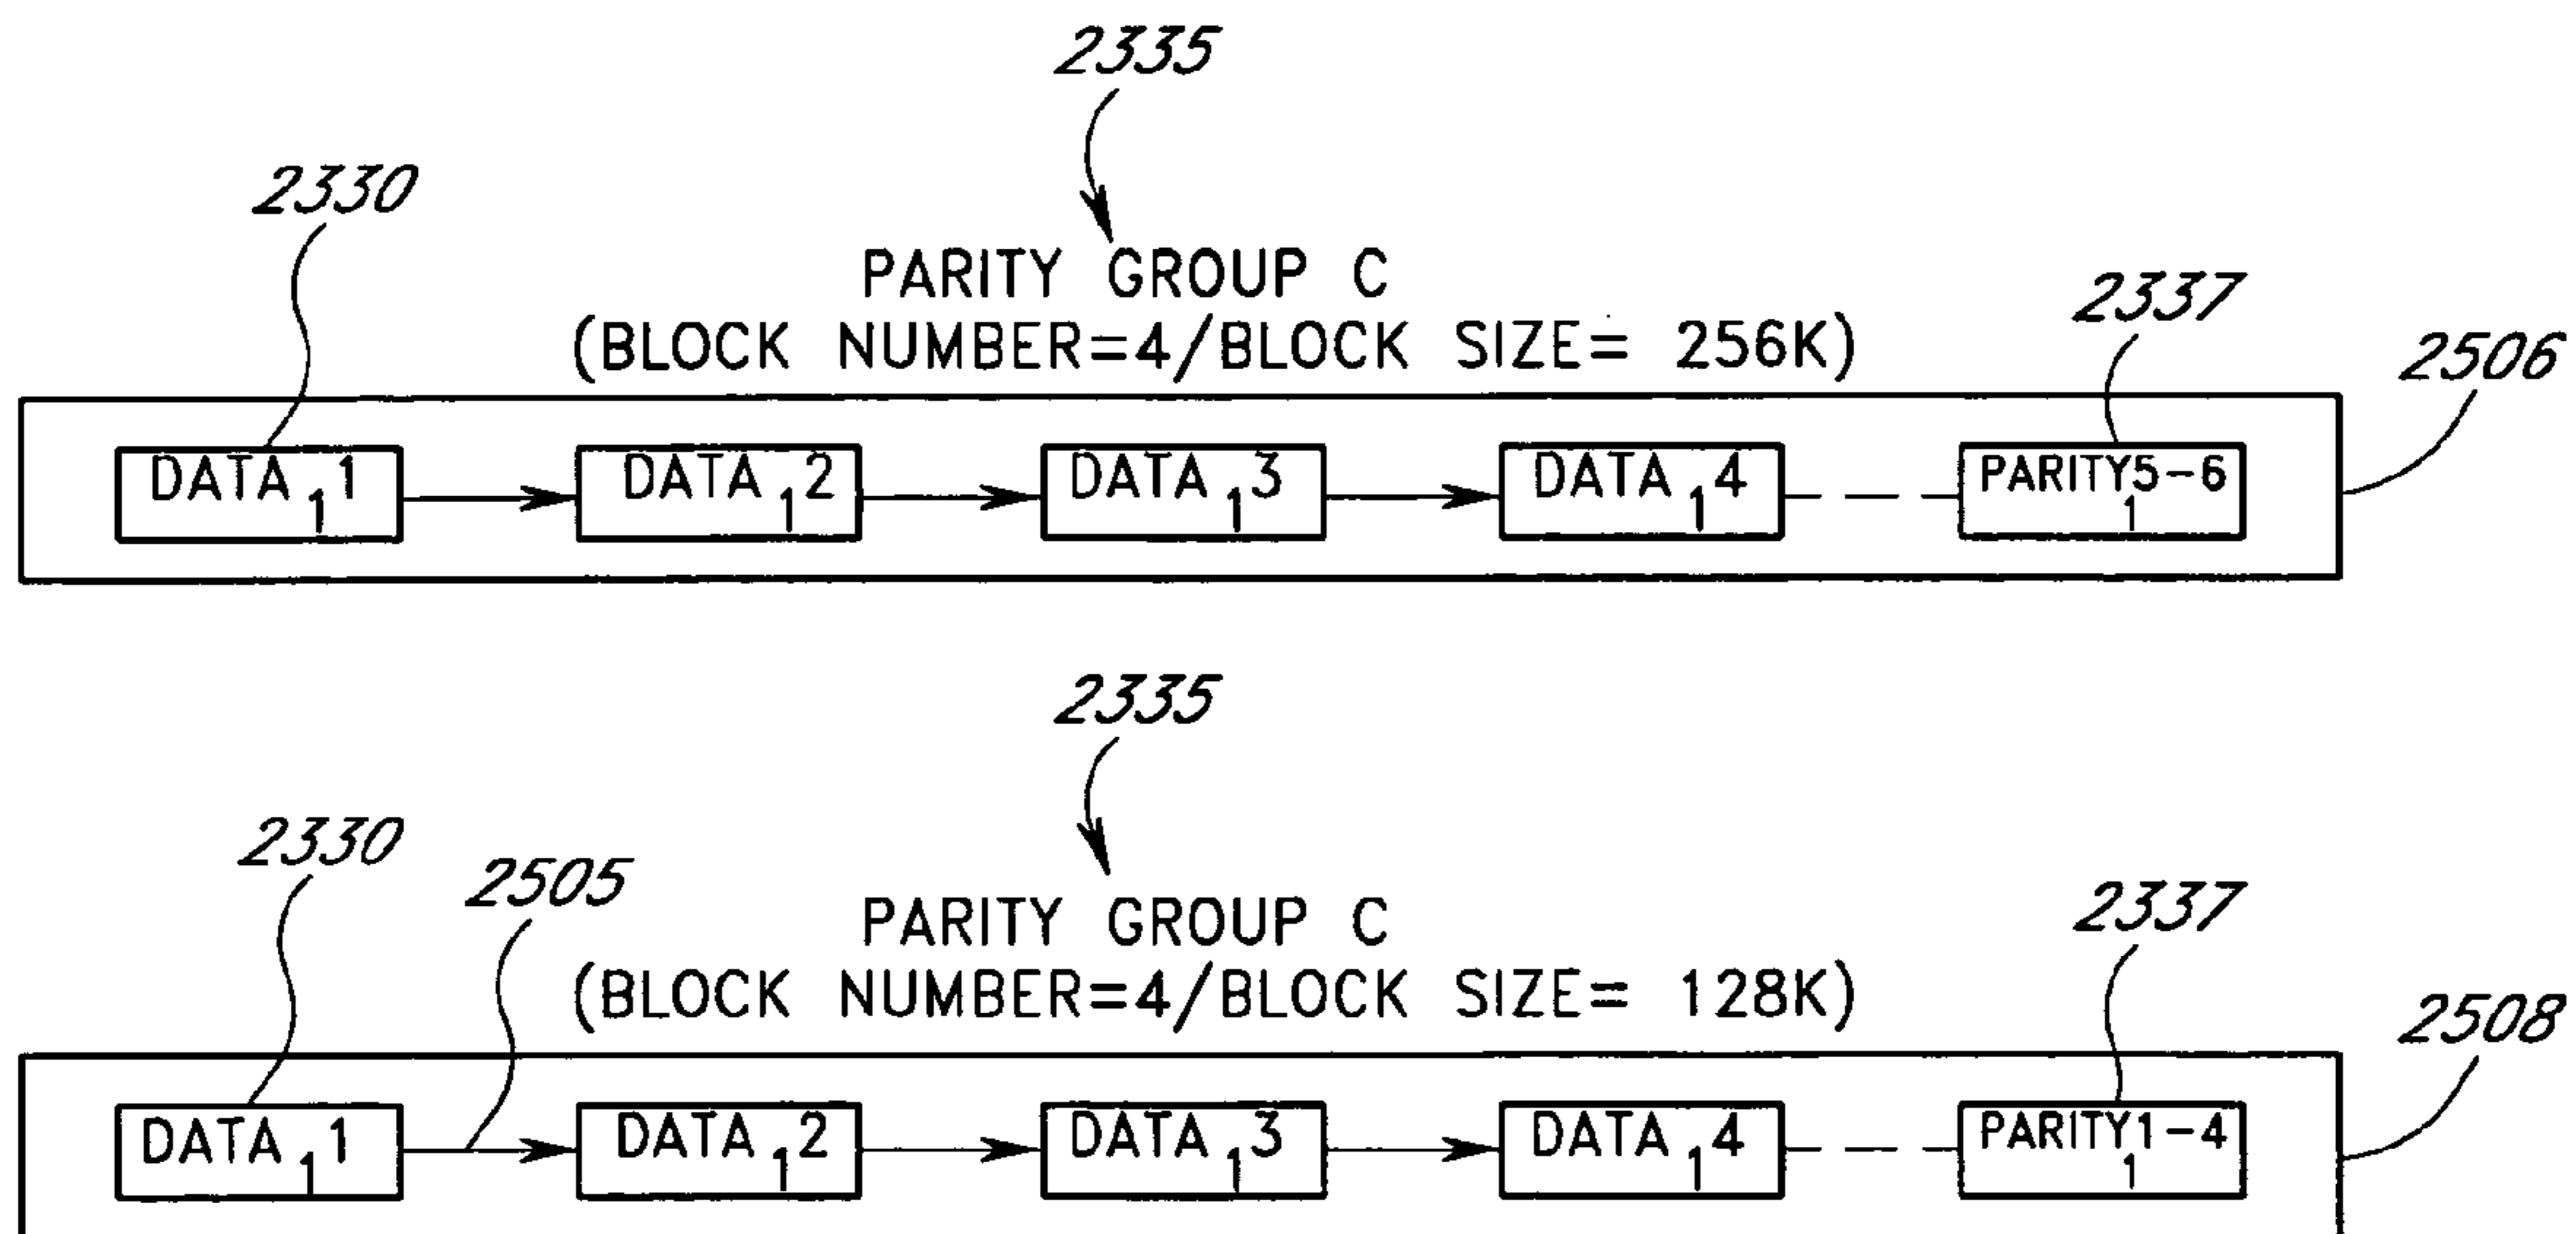 2335
2330
PARITY GROUP C
2337
(BLOCK NUMBER=4/BLOCK SIZE= 256K)
2506
DATA 1 1
DATA 1 2
DATA 1 3
DATA 1 4
PARITY5-6
1
2335
2330
2505
PARITY GROUP C
2337
(BLOCK NUMBER=4/BLOCK SIZE= 128K)
2508
DATA 1 1
DATA 1 2
DATA 1 3
DATA 1 4
PARITY1-4
1